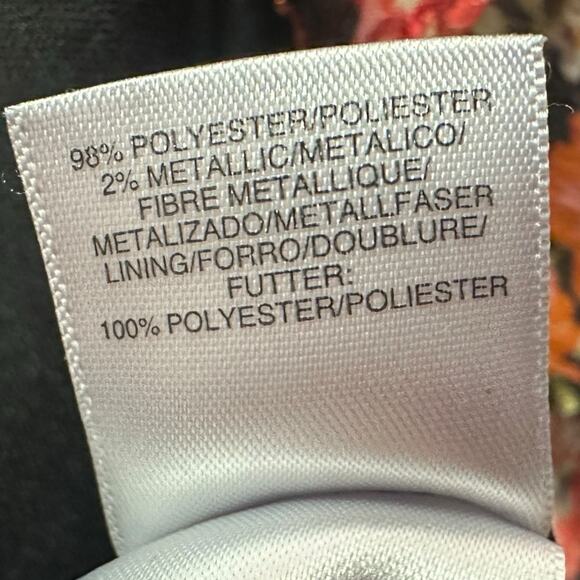 98% POLYESTER/POLIESTER
2% METALLIC/METALICO/
FIBRE METALLIQUE/
METALIZADO/METALLFASER
LINING/FORRO/DOUBLURE/
FUTTER:
100% POLYESTER/POLIESTER